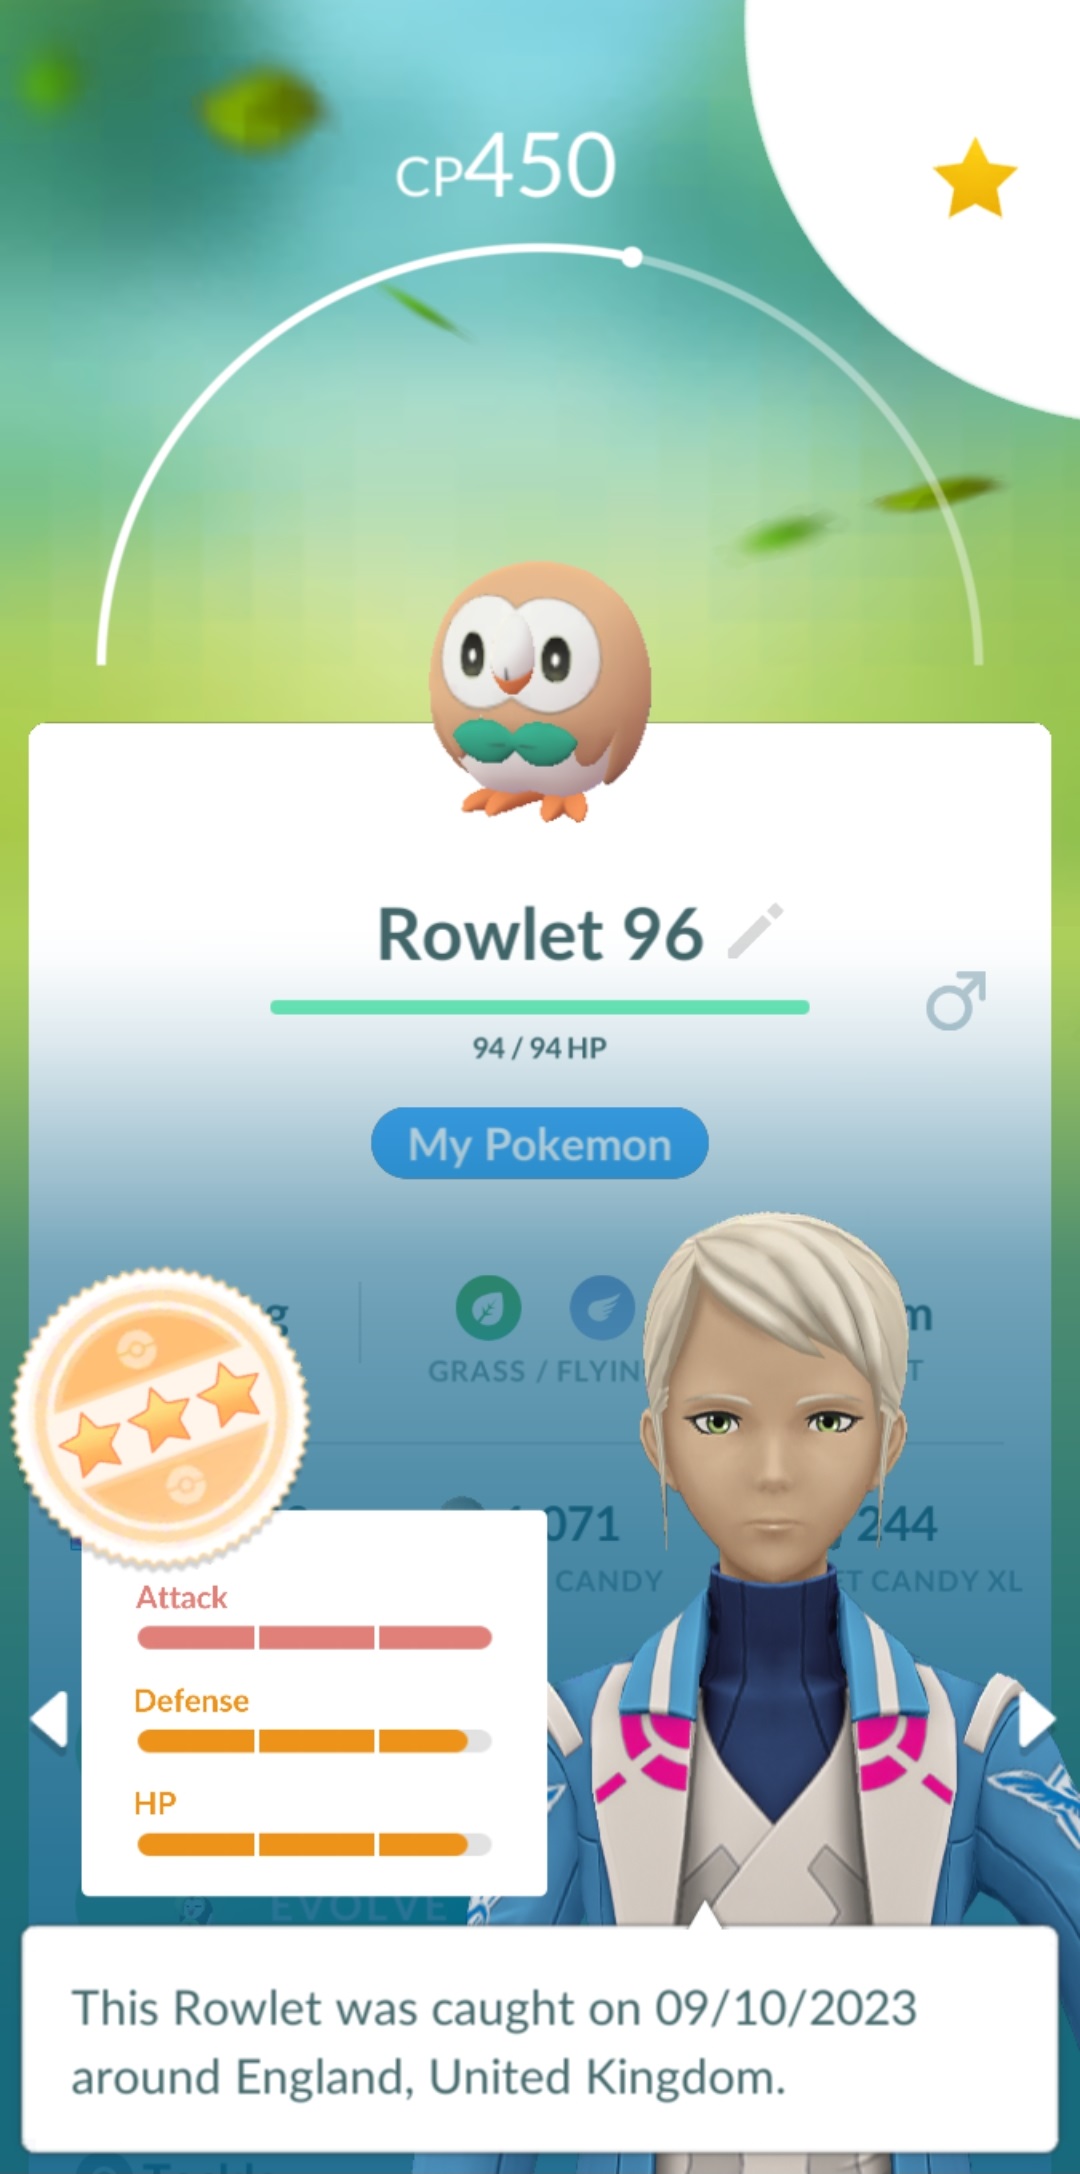 CP450
Rowlet 96
94 / 94 HP
My Pokemon
GRASS / FLYIN
071
244
CANDY
CANDY XL
Attack
Defense
HP
EVOLVE
This Rowlet was caught on 09/10/2023
around England, United Kingdom.